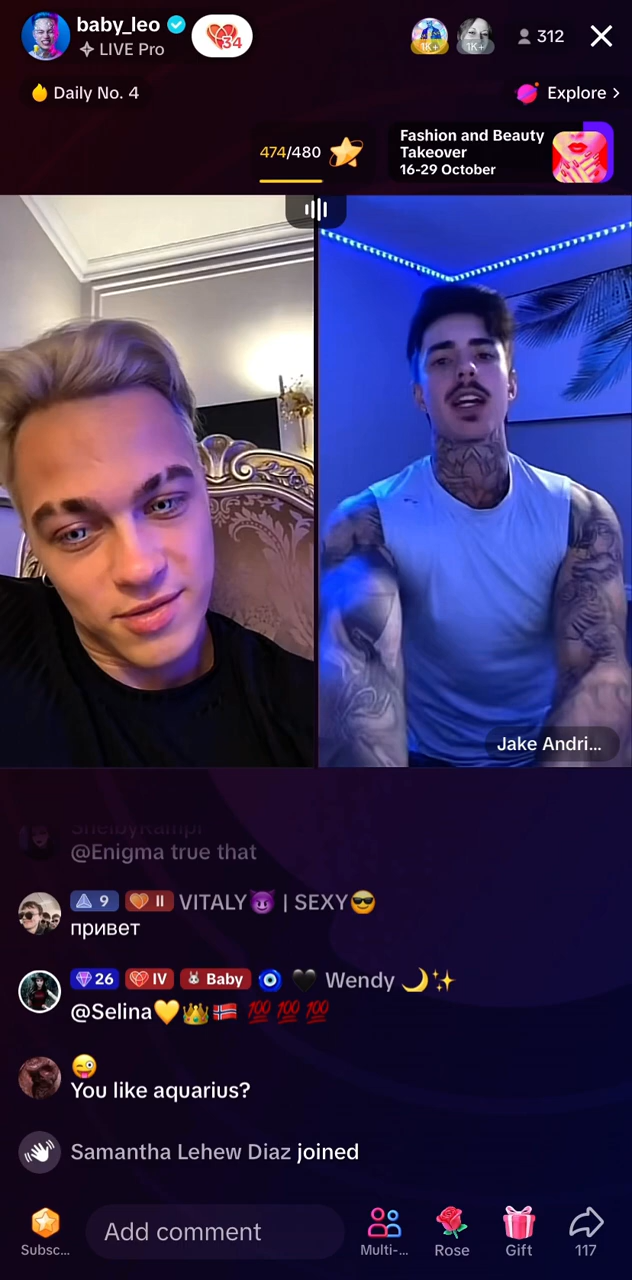 baby_leo
LIVE Pro
34
1K+
1K+
312
Daily No. 4
Explore >
474/480
Fashion and Beauty
Takeover
16-29 October
Jake Andri...
@Enigma true that
9 II VITALY😈 | SEXY😎
привет
26 IV Baby 🧿 🖤 Wendy 🌙✨
@Selina💛👑🇳🇴 💯💯💯
😜
You like aquarius?
Samantha Lehew Diaz joined
Subsc...
Add comment
Multi-...
Rose
Gift
117